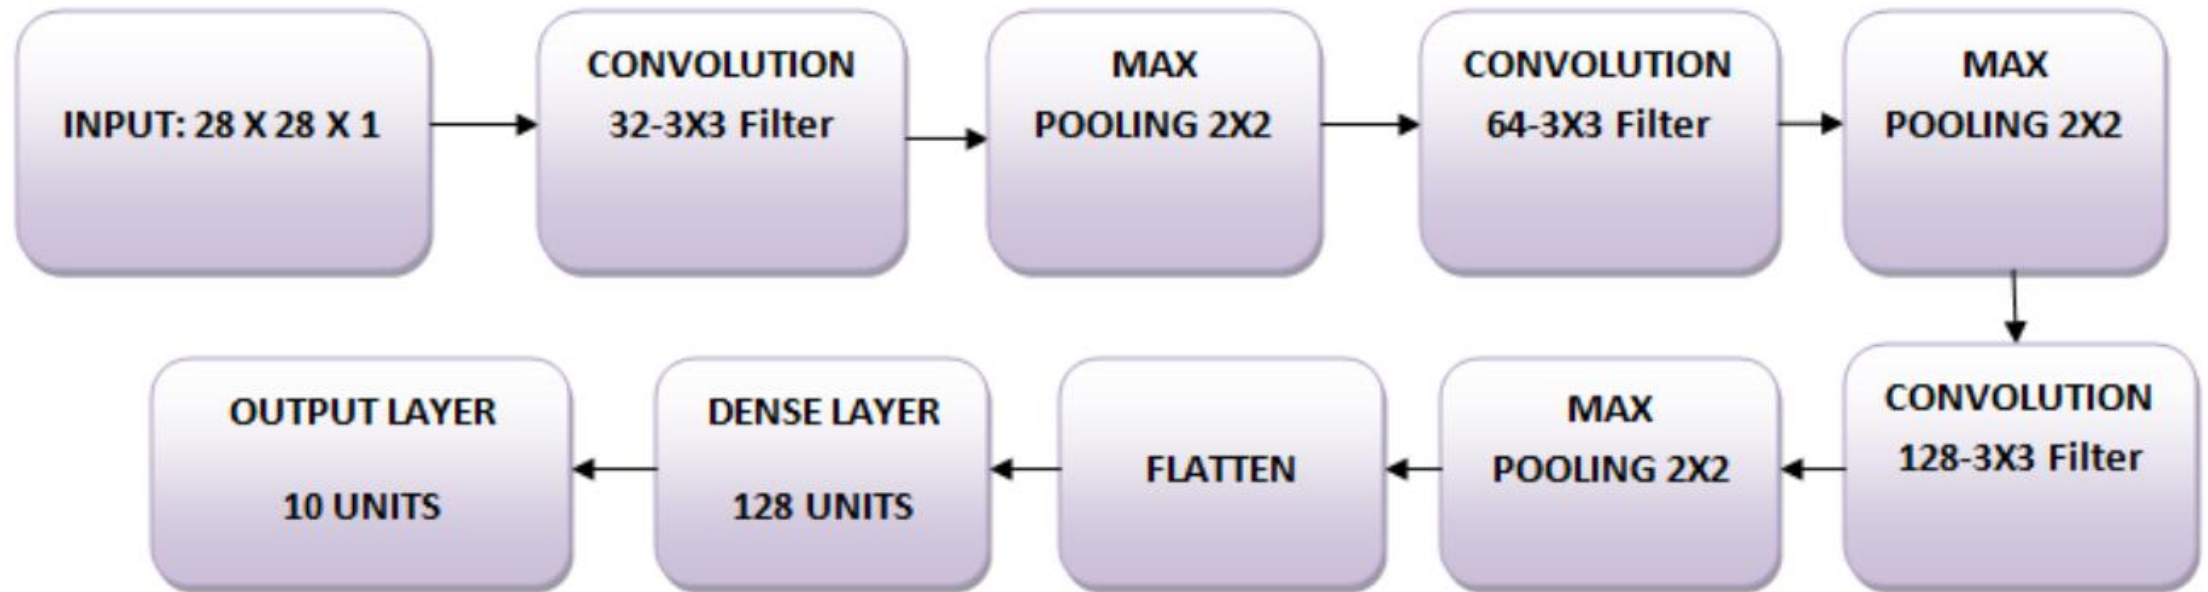 INPUT: 28 X 28 X 1
CONVOLUTION
32-3X3 Filter
MAX
POOLING 2X2
CONVOLUTION
64-3X3 Filter
MAX
POOLING 2X2
CONVOLUTION
128-3X3 Filter
MAX
POOLING 2X2
FLATTEN
DENSE LAYER
128 UNITS
OUTPUT LAYER
10 UNITS